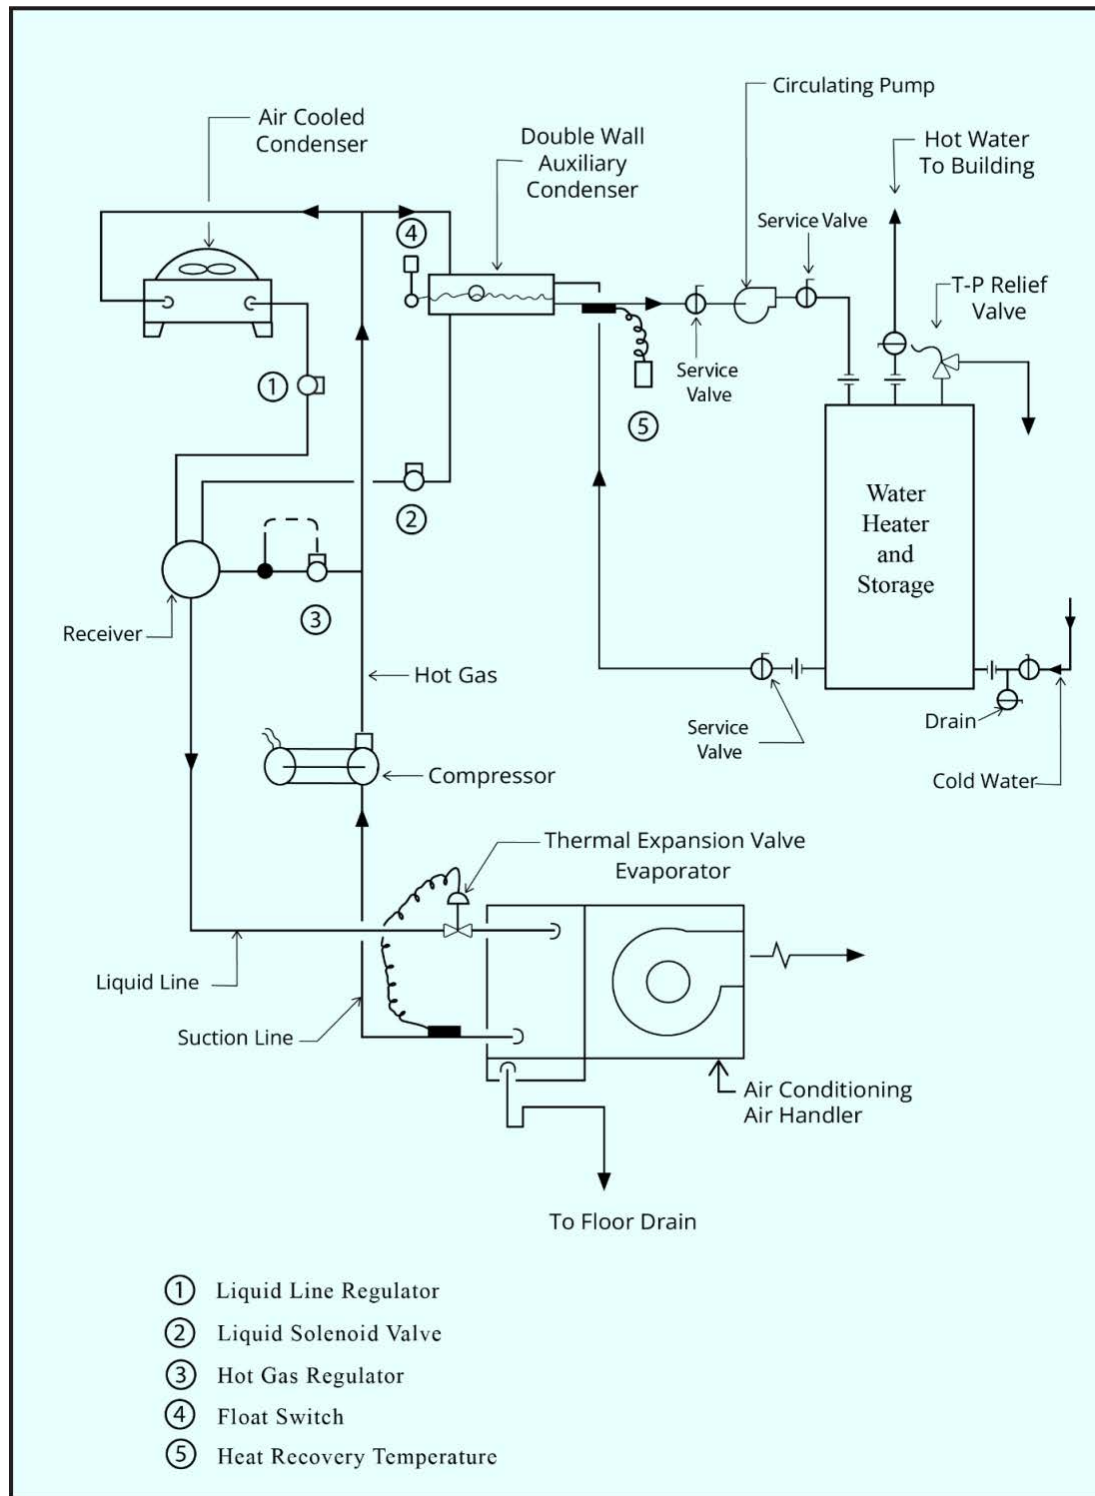 Circulating Pump
Air Cooled
Condenser
Double Wall
Auxiliary
Condenser
Hot Water
To Building
Service Valve
4
T-P Relief
Valve
1
Service
Valve
5
2
Water
Heater
and
Storage
3
Receiver
Hot Gas
Service
Valve
Drain
Cold Water
Compressor
Thermal Expansion Valve
Evaporator
Liquid Line
Suction Line
Air Conditioning
Air Handler
To Floor Drain
1 Liquid Line Regulator
2 Liquid Solenoid Valve
3 Hot Gas Regulator
4 Float Switch
5 Heat Recovery Temperature